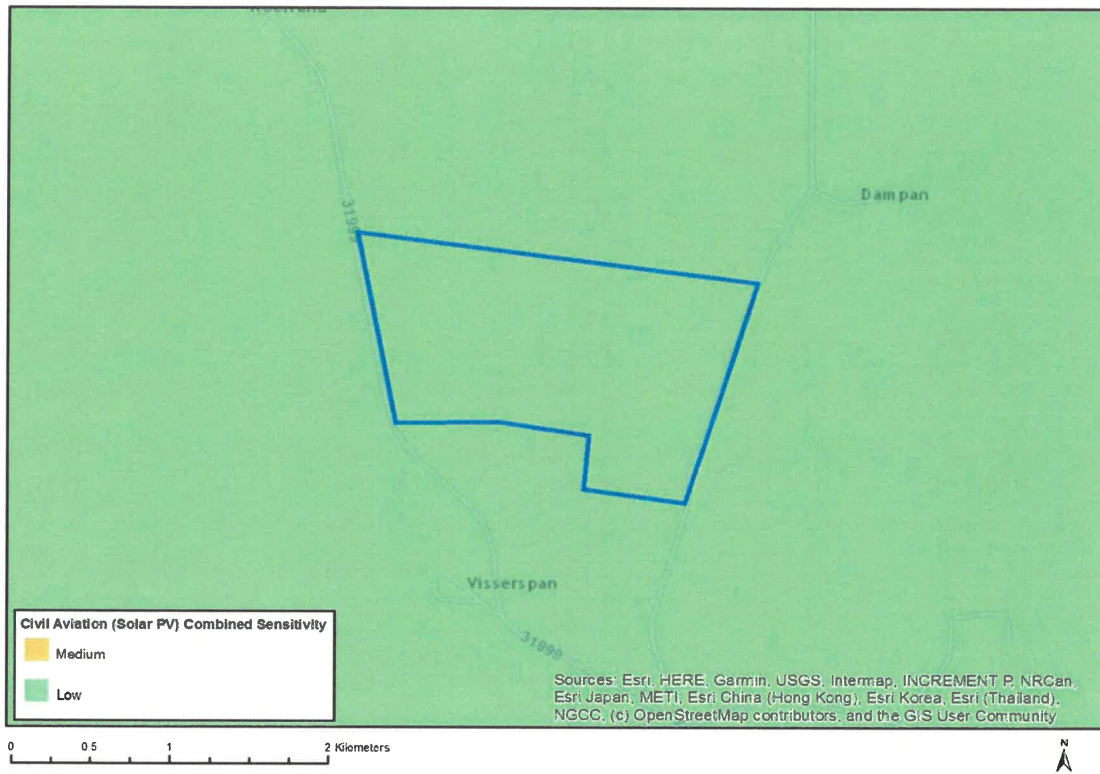 31999
Dampan
Visserspan
31999
Civil Aviation (Solar PV) Combined Sensitivity
Medium
Low
Sources: Esri, HERE, Garmin, USGS, Intermap, INCREMENT P, NRCan,
Esri Japan, METI, Esri China (Hong Kong), Esri Korea, Esri (Thailand),
NGCC, (c) OpenStreetMap contributors, and the GIS User Community
0 0.5 1 2 Kilometers
N